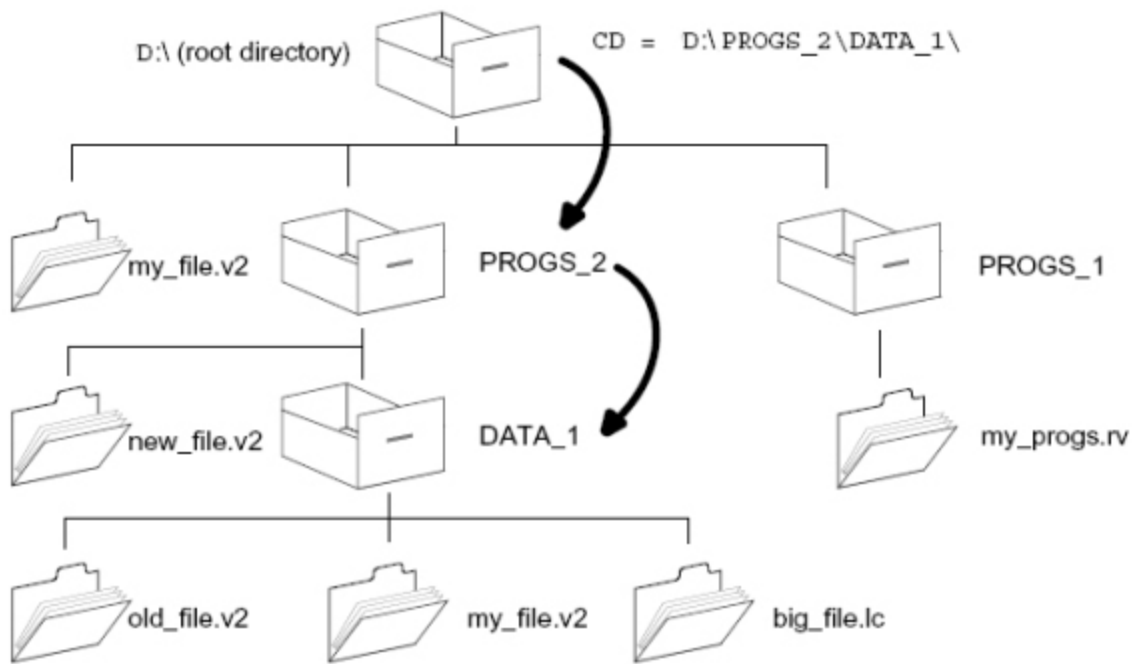 D:\ (root directory)
CD = D:\PROGS_2\DATA_1\
my_file.v2
PROGS_2
PROGS_1
new_file.v2
DATA_1
my_progs.rv
old_file.v2
my_file.v2
big_file.lc